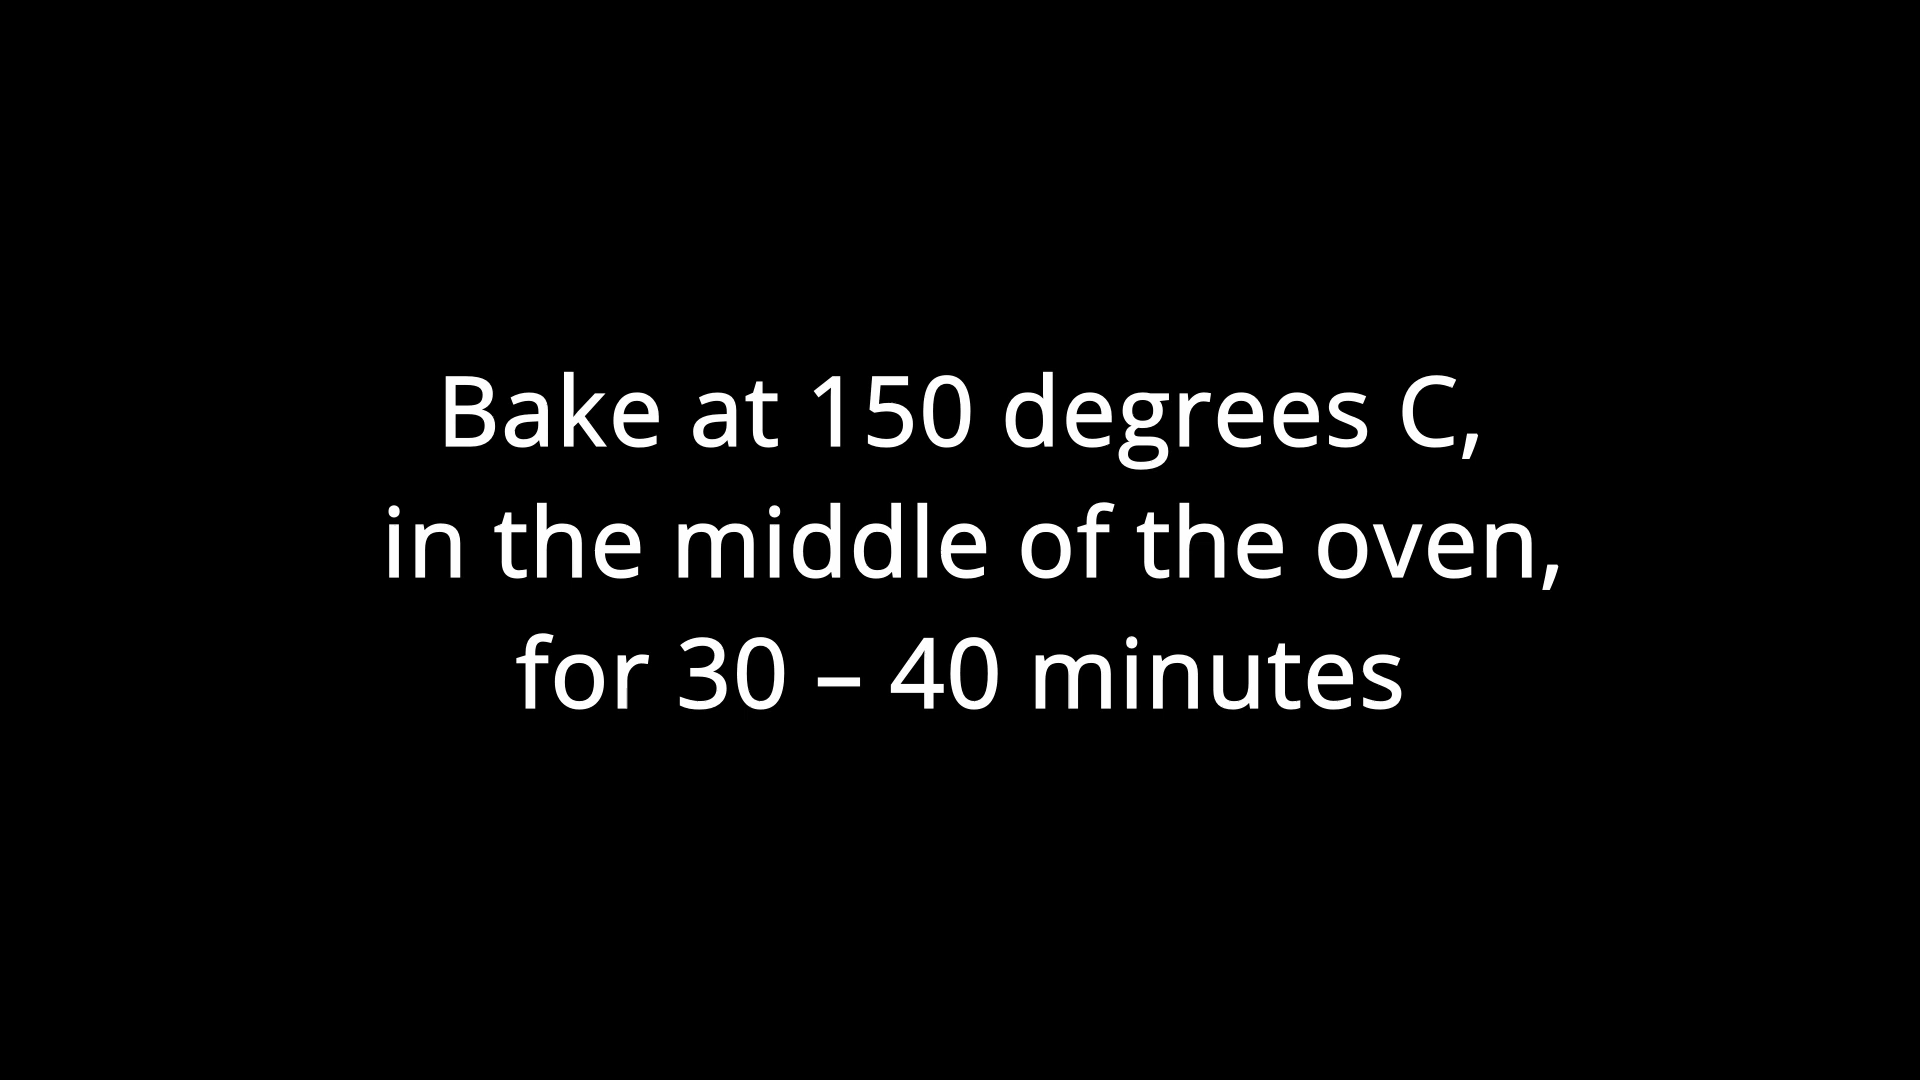 Bake at 150 degrees C,
in the middle of the oven,
for 30 – 40 minutes